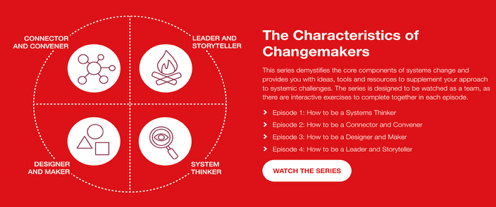 CONNECTOR
AND CONVENER
LEADER AND
STORYTELLER
DESIGNER
AND MAKER
SYSTEM
THINKER
The Characteristics of
Changemakers
This series demystifies the core components of systems change and
provides you with ideas, tools and resources to supplement your approach
to systemic challenges. The series is designed to be watched as a team, as
there are interactive exercises to complete together in each episode.
Episode 1: How to be a Systems Thinker
Episode 2: How to be a Connector and Convener
Episode 3: How to be a Designer and Maker
Episode 4: How to be a Leader and Storyteller
WATCH THE SERIES